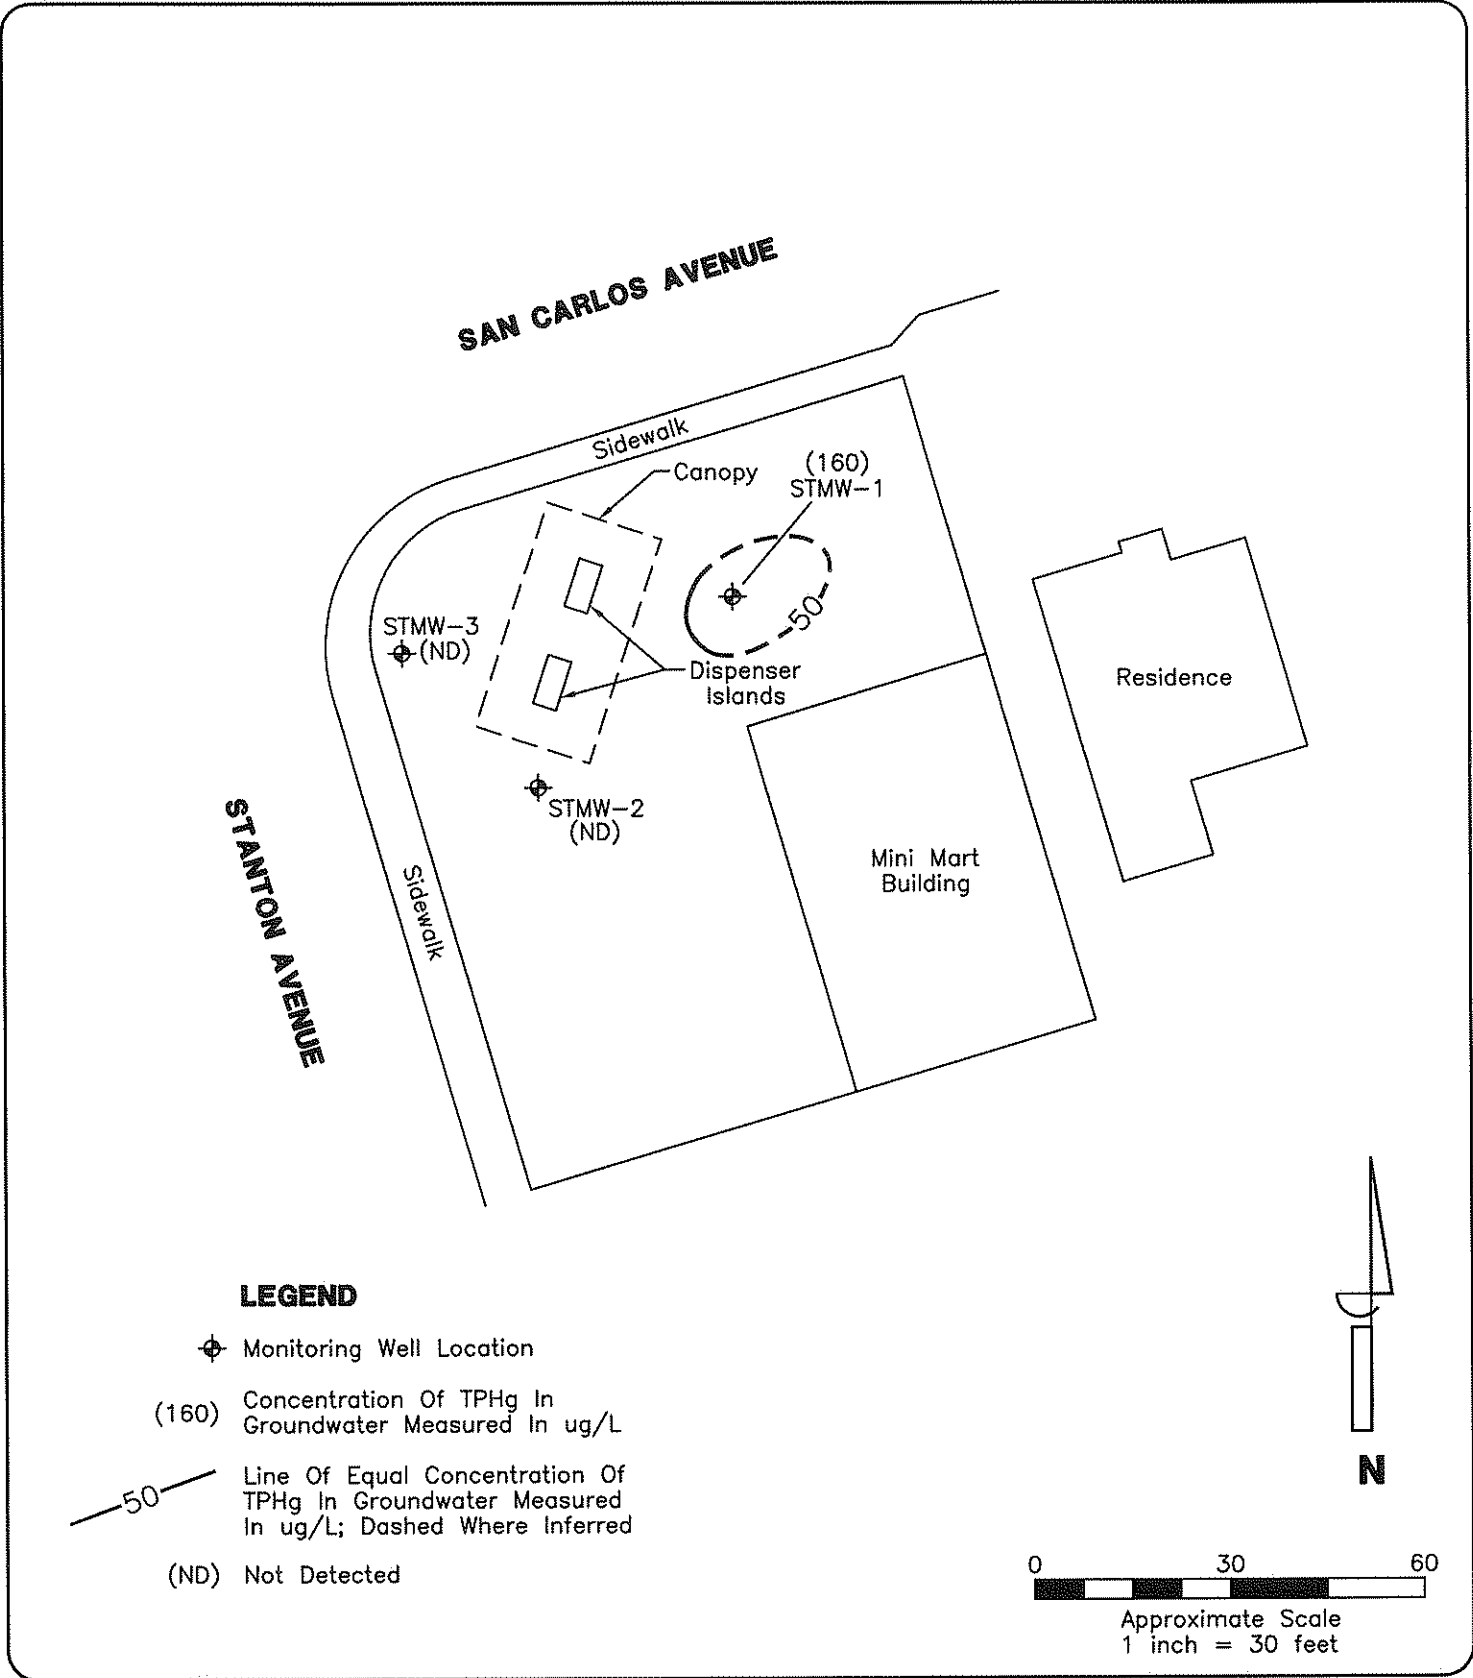 SAN CARLOS AVENUE
Sidewalk
Canopy
(160)
STMW-1
50
STMW-3
(ND)
Dispenser
Islands
Residence
STMW-2
(ND)
STANTON AVENUE
Sidewalk
Mini Mart
Building
LEGEND
Monitoring Well Location
(160) Concentration Of TPHg In
Groundwater Measured In ug/L
50
Line Of Equal Concentration Of
TPHg In Groundwater Measured
In ug/L; Dashed Where Inferred
(ND) Not Detected
N
0 30 60
Approximate Scale
1 inch = 30 feet